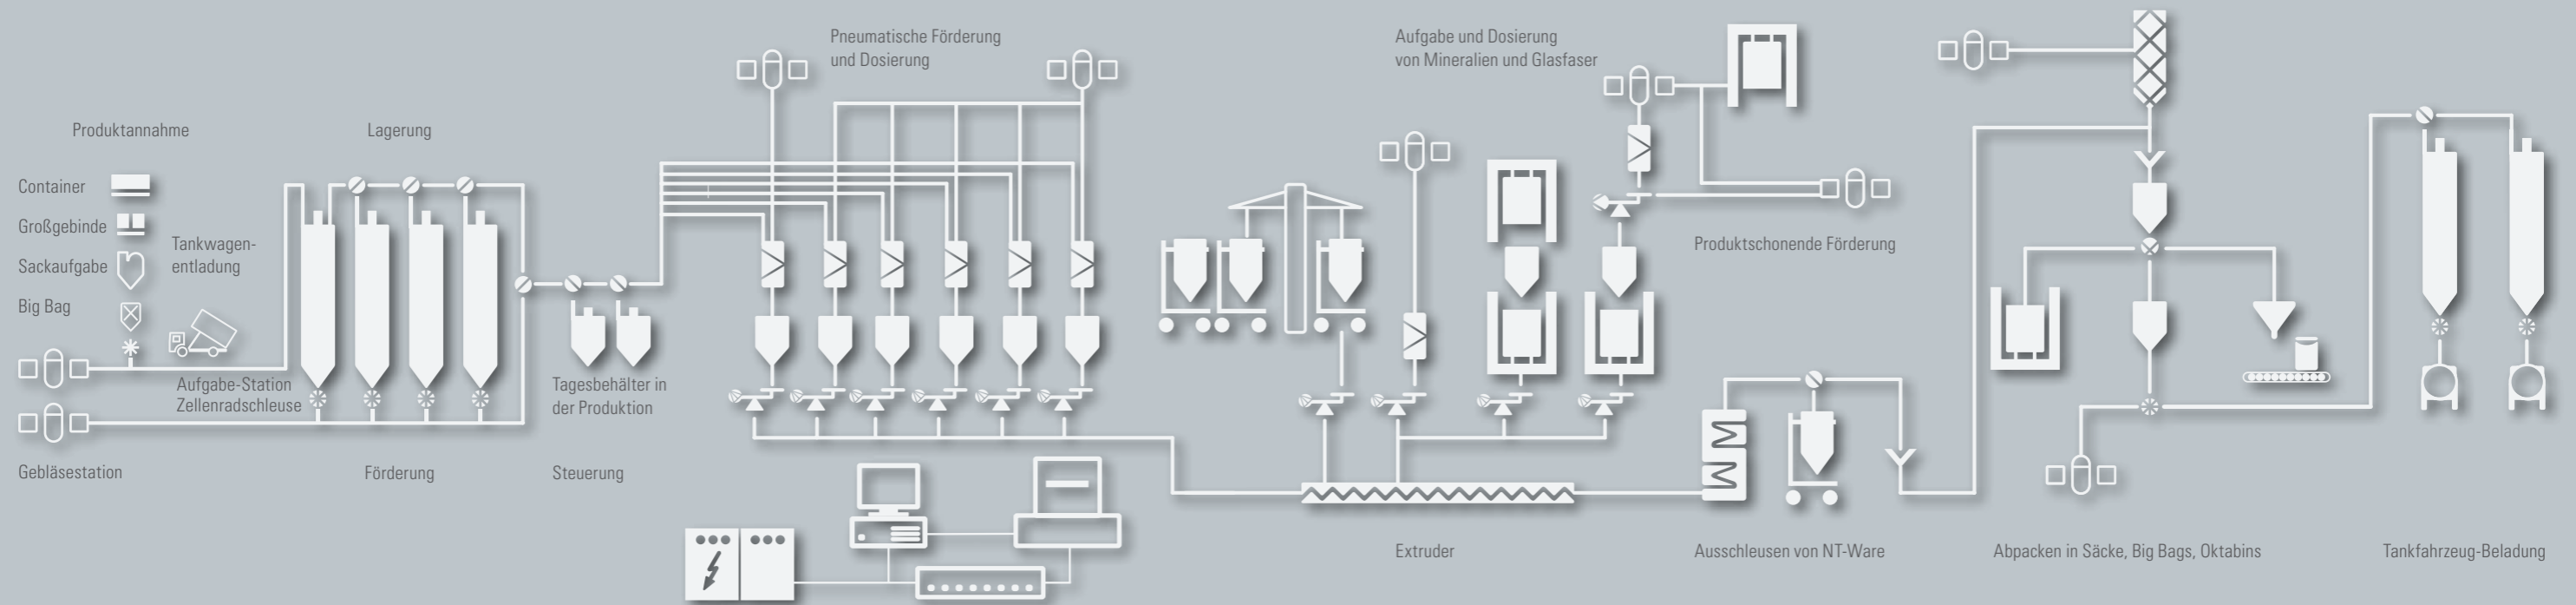 Pneumatische Förderung
und Dosierung
Aufgabe und Dosierung
von Mineralien und Glasfaser
Produktannahme
Lagerung
Container
Großgebinde
Sackaufgabe
Big Bag
Tankwagen-
entladung
Produktschonende Förderung
Aufgabe-Station
Zellenradschleuse
Tagesbehälter in
der Produktion
Gebläsestation
Förderung
Steuerung
Extruder
Ausschleusen von NT-Ware
Abpacken in Säcke, Big Bags, Oktabins
Tankfahrzeug-Beladung